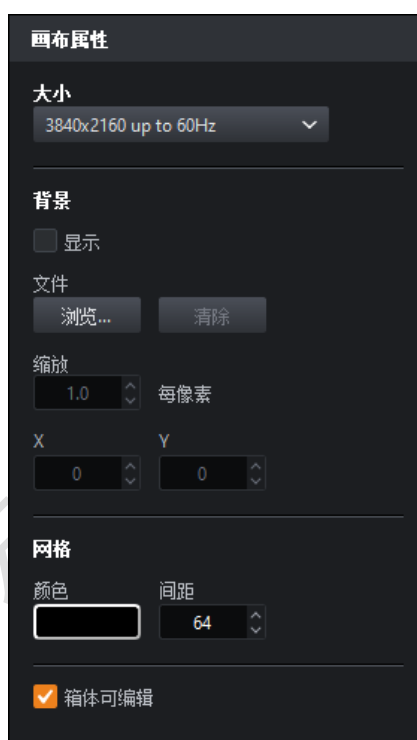 画布属性
大小
3840x2160 up to 60Hz
背景
显示
文件
浏览... 清除
缩放
1.0 每像素
X Y
0 0
网格
颜色 间距
64
箱体可编辑